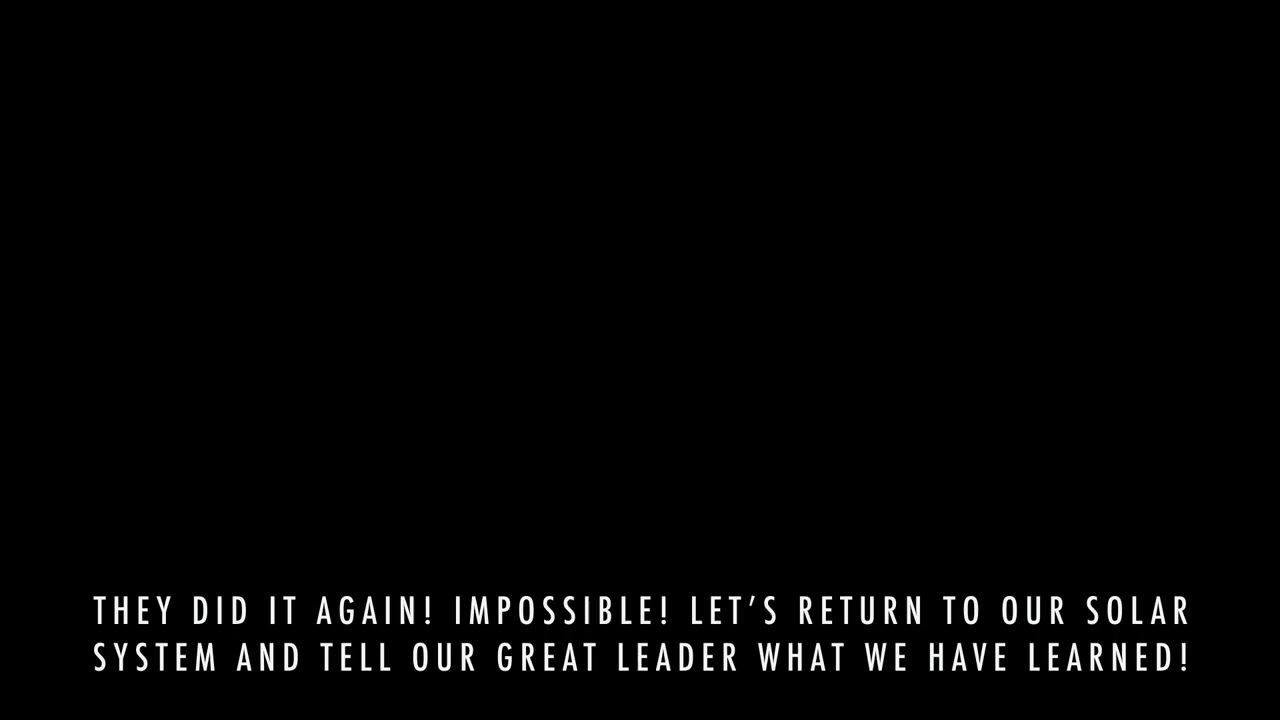 THEY DID IT AGAIN! IMPOSSIBLE! LET’S RETURN TO OUR SOLAR
SYSTEM AND TELL OUR GREAT LEADER WHAT WE HAVE LEARNED!